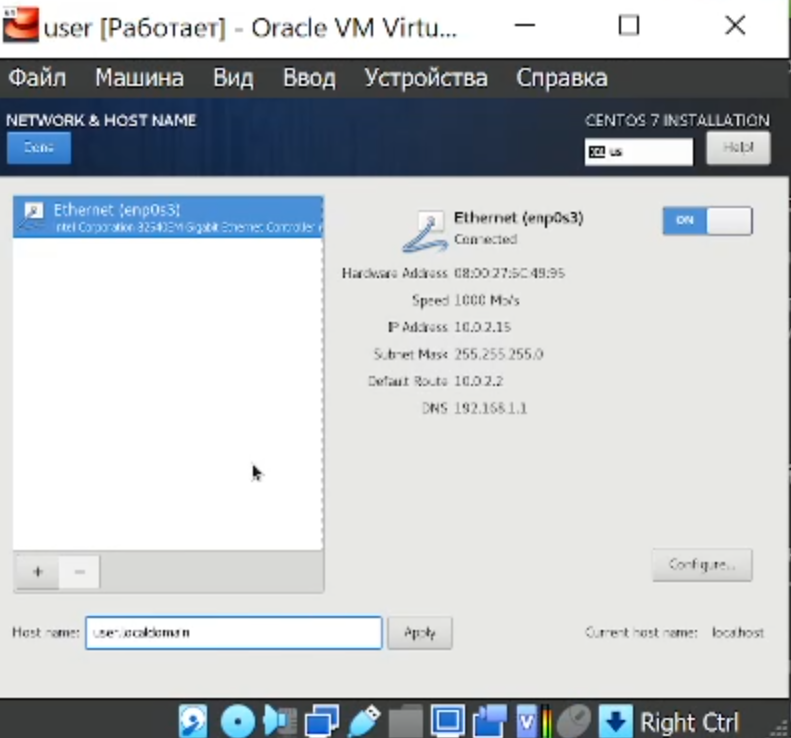 user [Работает] - Oracle VM Virtu...
Файл Машина Вид Ввод Устройства Справка
NETWORK & HOST NAME
CENTOS 7 INSTALLATION
Done
us
Help!
Ethernet (enp0s3)
Intel Corporation 82540EM Gigabit Ethernet Controller
Ethernet (enp0s3)
Connected
ON
Hardware Address 08:00:27:5C:49:95
Speed 1000 Mb/s
IP Address 10.0.2.15
Subnet Mask 255.255.255.0
Default Route 10.0.2.2
DNS 192.168.1.1
+ −
Configure...
Host name: user.localdomain Apply Current host name: localhost
Right Ctrl